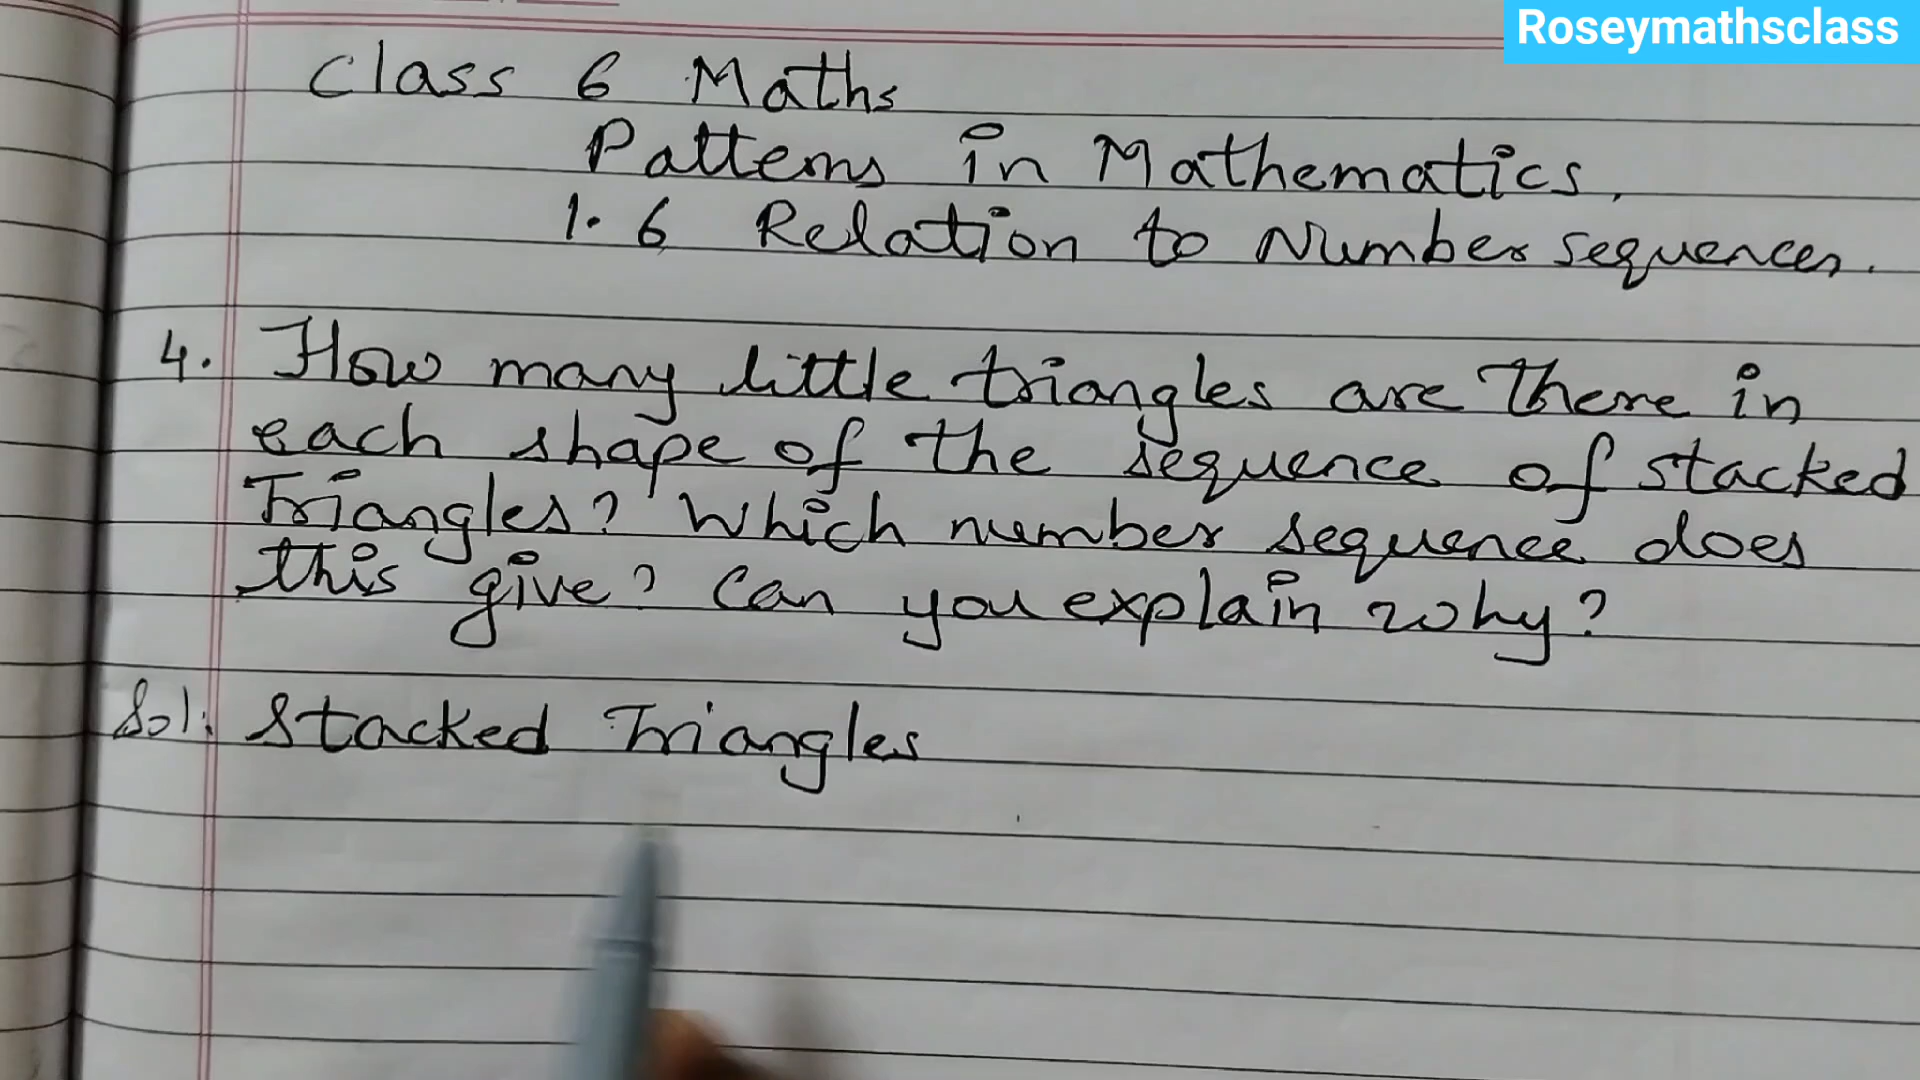 Roseymathsclass
Class 6 Maths
Patterns in Mathematics.
1.6 Relation to Number sequences.
4. How many little triangles are there in
each shape of the sequence of stacked
Triangles? Which number sequence does
this give? Can you explain why?
Sol: Stacked Triangles